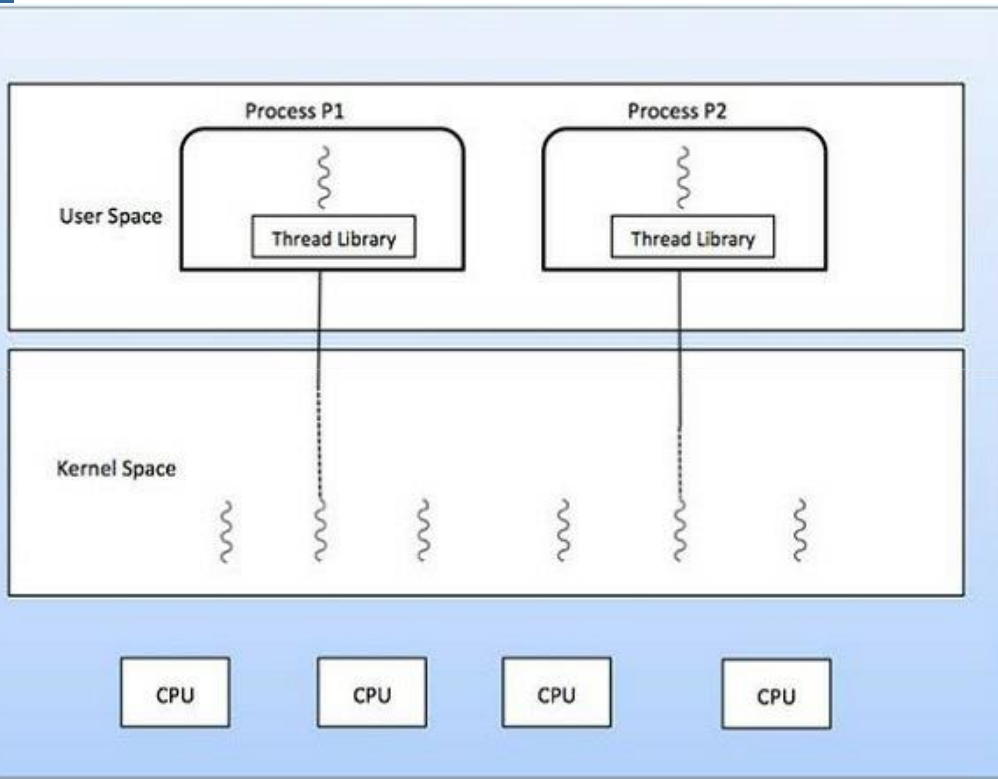 Process P1
Process P2
User Space
Thread Library
Thread Library
Kernel Space
CPU
CPU
CPU
CPU